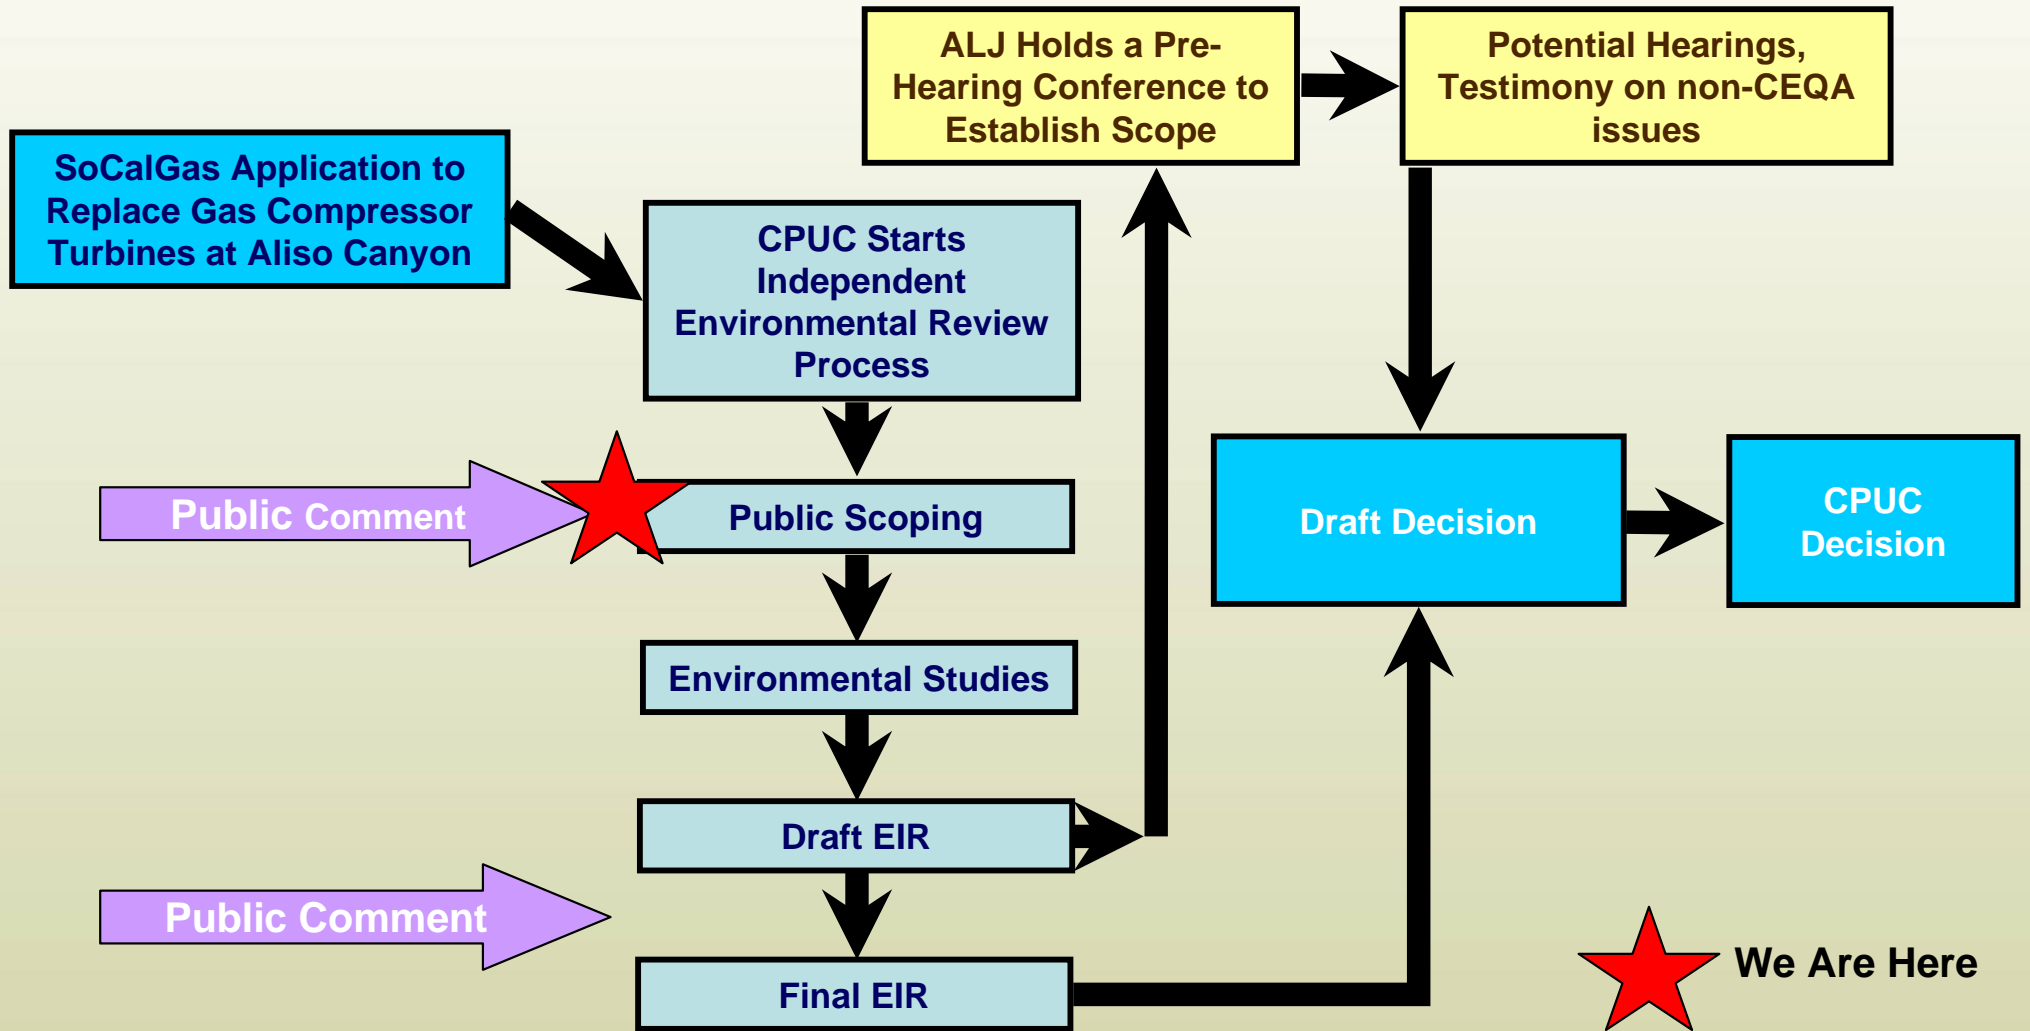 SoCalGas Application to
Replace Gas Compressor
Turbines at Aliso Canyon
CPUC Starts
Independent
Environmental Review
Process
Public Comment
Public Scoping
Environmental Studies
Draft EIR
Public Comment
Final EIR
ALJ Holds a Pre-
Hearing Conference to
Establish Scope
Potential Hearings,
Testimony on non-CEQA
issues
Draft Decision
CPUC
Decision
We Are Here